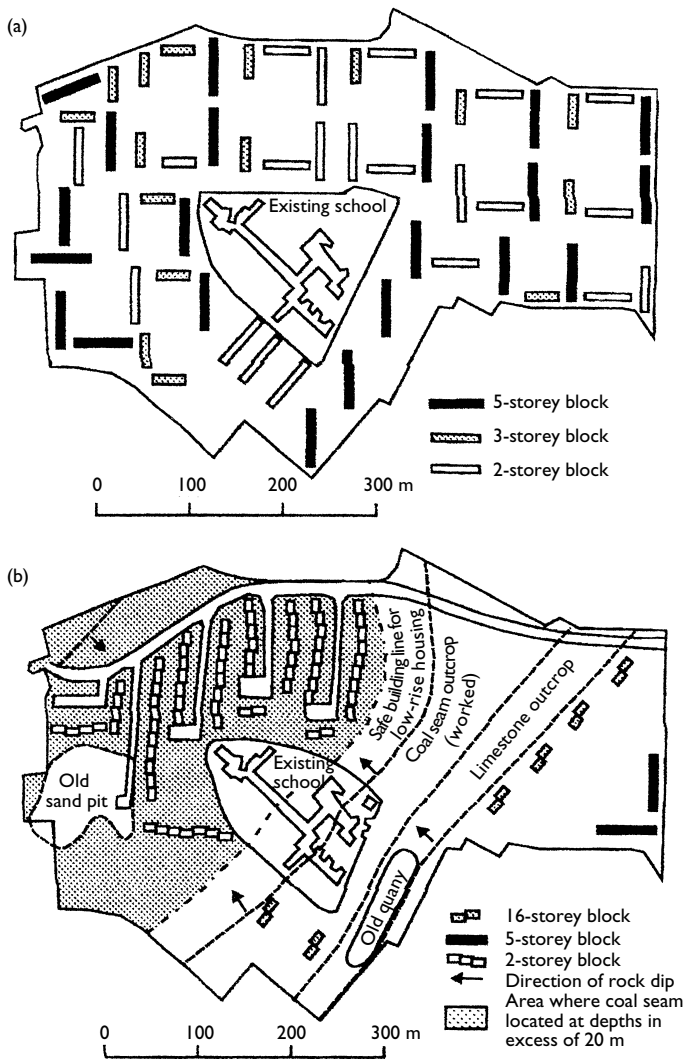 (a)
Existing school
5-storey block
3-storey block
2-storey block
0 100 200 300 m
(b)
Safe building line for
low-rise housing
Coal seam outcrop
(worked)
Limestone outcrop
Existing
school
Old
sand pit
Old quany
16-storey block
5-storey block
2-storey block
Direction of rock dip
Area where coal seam
located at depths in
excess of 20 m
0 100 200 300 m